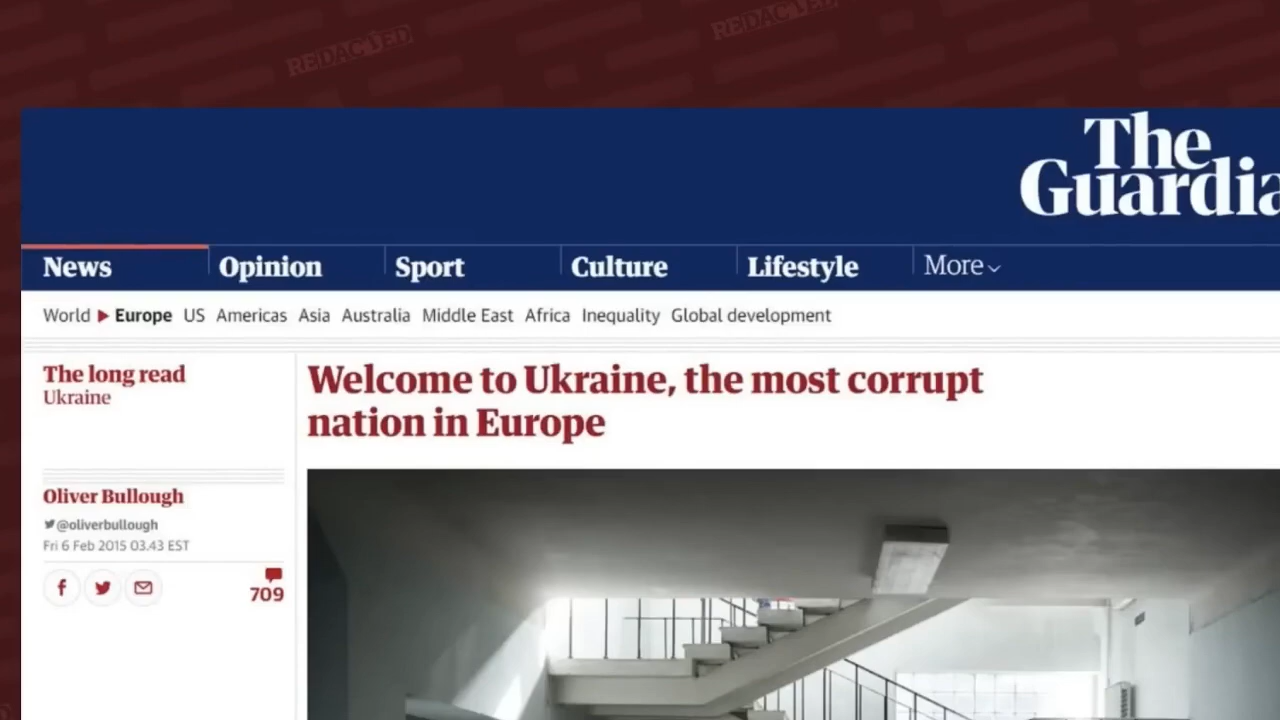 REDACTED
REDACTED
The
Guardia
News
Opinion
Sport
Culture
Lifestyle
More
World
Europe
US
Americas
Asia
Australia
Middle East
Africa
Inequality
Global development
The long read
Ukraine
Welcome to Ukraine, the most corrupt
nation in Europe
Oliver Bullough
@oliverbullough
Fri 6 Feb 2015 03.43 EST
709